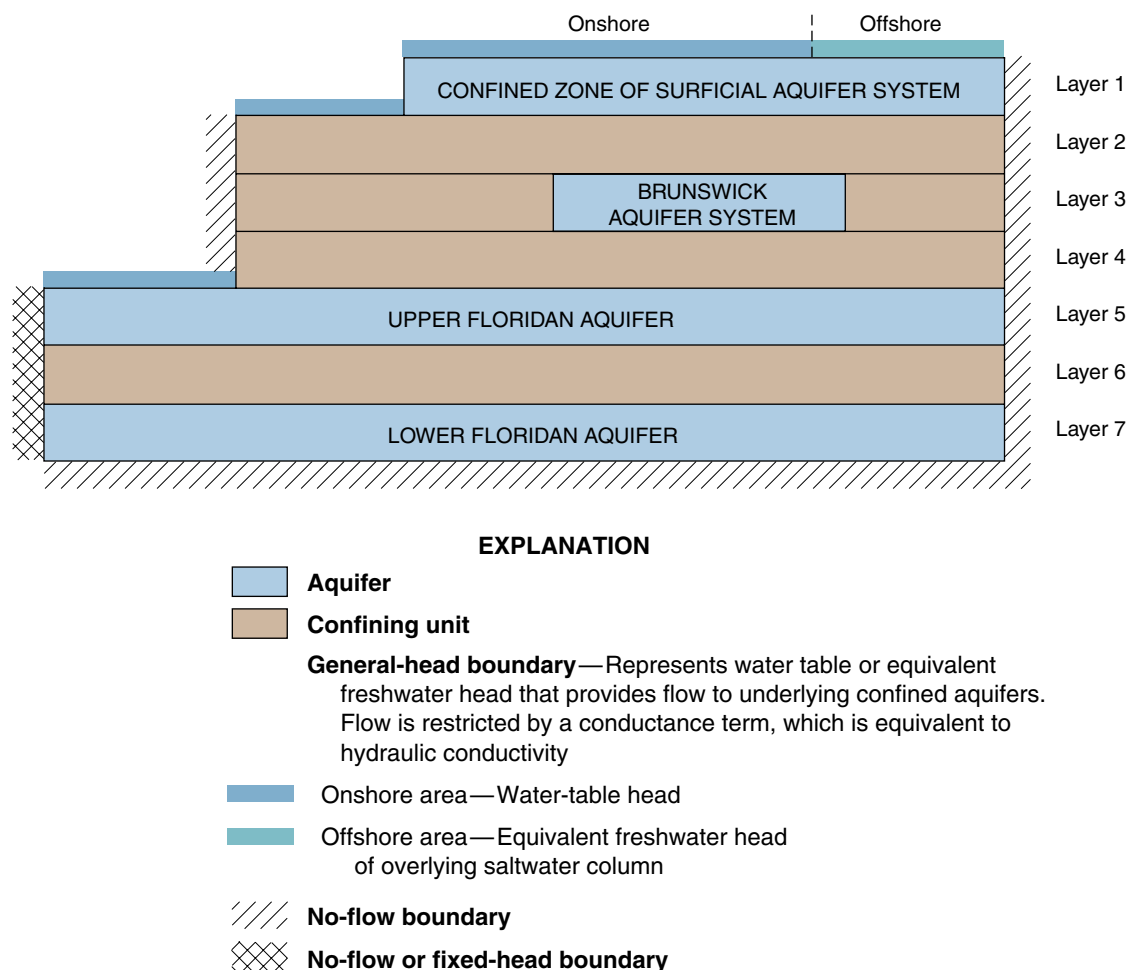 Onshore Offshore
CONFINED ZONE OF SURFICIAL AQUIFER SYSTEM
Layer 1
Layer 2
BRUNSWICK
AQUIFER SYSTEM
Layer 3
Layer 4
UPPER FLORIDAN AQUIFER
Layer 5
Layer 6
LOWER FLORIDAN AQUIFER
Layer 7
EXPLANATION
Aquifer
Confining unit
General-head boundary—Represents water table or equivalent
freshwater head that provides flow to underlying confined aquifers.
Flow is restricted by a conductance term, which is equivalent to
hydraulic conductivity
Onshore area—Water-table head
Offshore area—Equivalent freshwater head
of overlying saltwater column
No-flow boundary
No-flow or fixed-head boundary